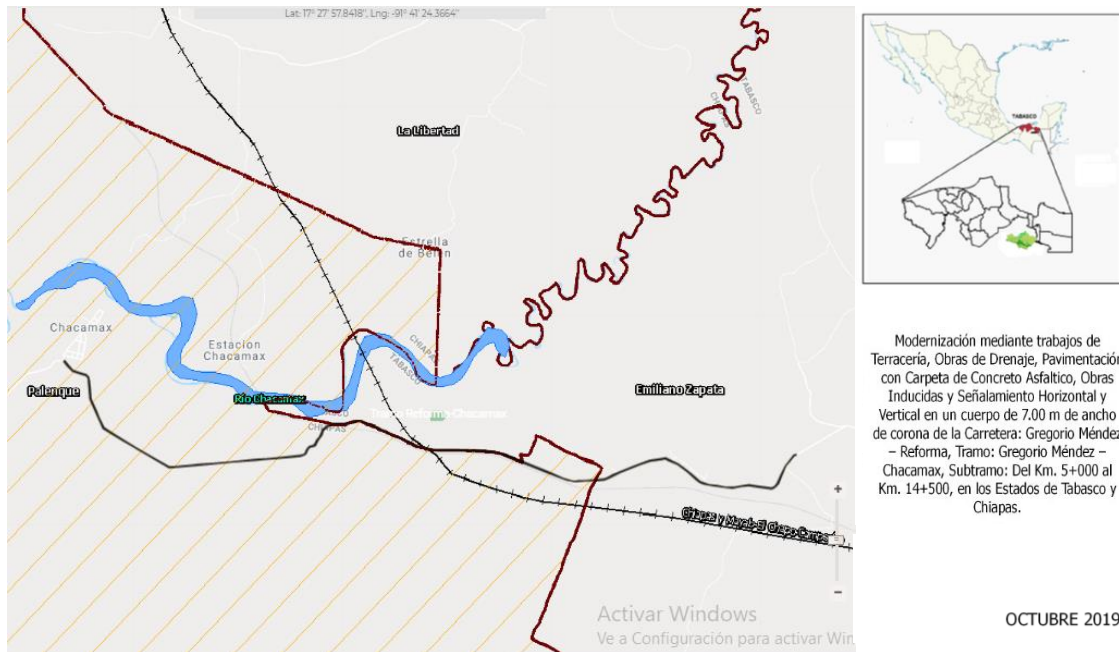 Lat: 17° 27' 57.8418", Lng: -91° 41' 24.3664"
TABASCO
CHIAPAS
La Libertad
Estrella
de Belén
Chacamax
Estacion
Chacamax
CHIAPAS
TABASCO
Palenque
Río Chacamax
Emiliano Zapata
Tramo Reforma-Chacamax
CHIAPAS
Activar Windows
Ve a Configuración para activar Win
TABASCO
Modernización mediante trabajos de
Terracería, Obras de Drenaje, Pavimentación
con Carpeta de Concreto Asfaltico, Obras
Inducidas y Señalamiento Horizontal y
Vertical en un cuerpo de 7.00 m de ancho
de corona de la Carretera: Gregorio Méndez
– Reforma, Tramo: Gregorio Méndez –
Chacamax, Subtramo: Del Km. 5+000 al
Km. 14+500, en los Estados de Tabasco y
Chiapas.
OCTUBRE 2019